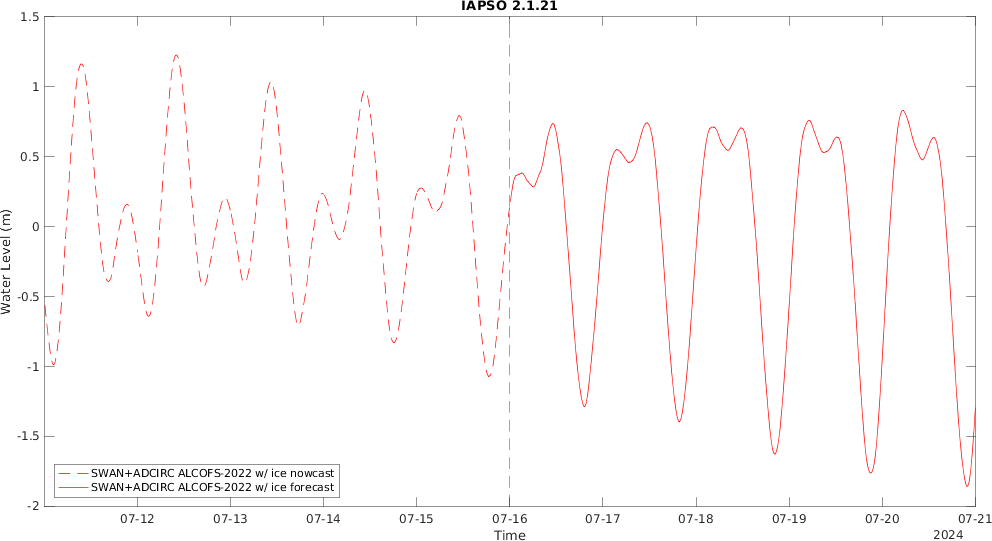 IAPSO 2.1.21
1.5
1
0.5
0
-0.5
-1
-1.5
-2
Water Level (m)
SWAN+ADCIRC ALCOFS-2022 w/ ice nowcast
SWAN+ADCIRC ALCOFS-2022 w/ ice forecast
07-12 07-13 07-14 07-15 07-16 07-17 07-18 07-19 07-20 07-21
Time
2024